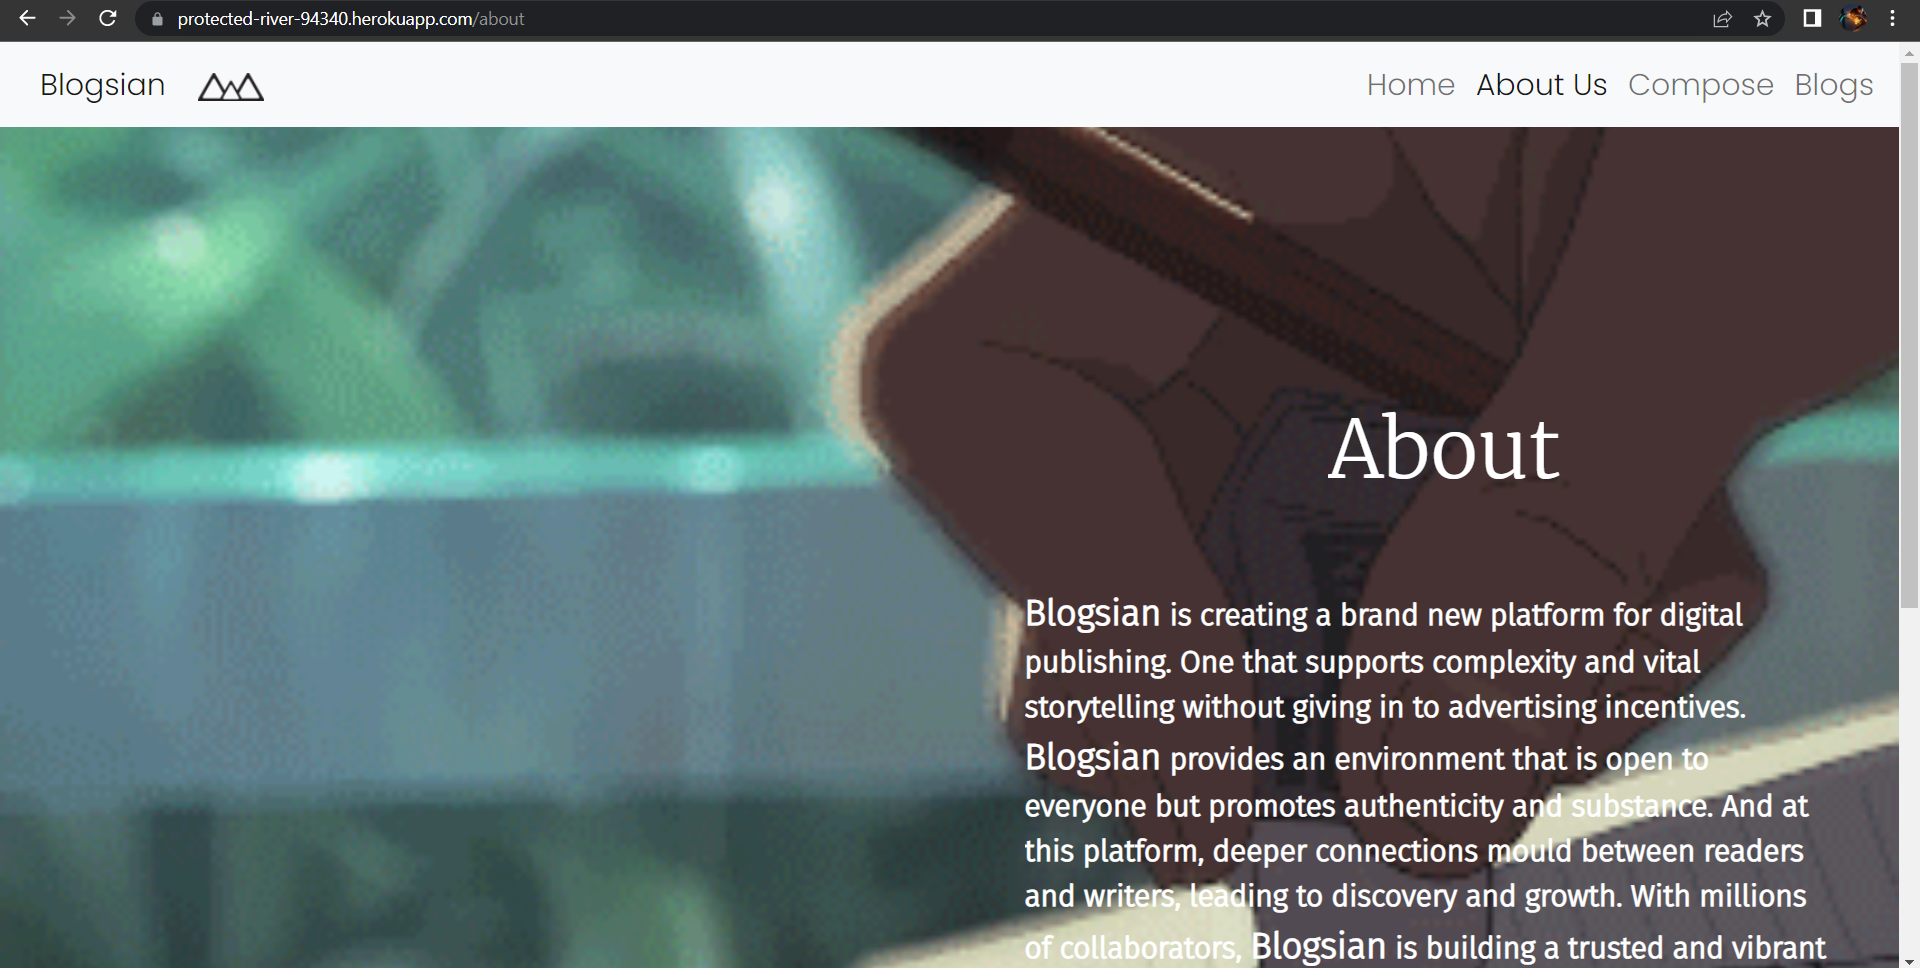 protected-river-94340.herokuapp.com/about
Blogsian
Home About Us Compose Blogs
About
Blogsian is creating a brand new platform for digital
publishing. One that supports complexity and vital
storytelling without giving in to advertising incentives.
Blogsian provides an environment that is open to
everyone but promotes authenticity and substance. And at
this platform, deeper connections mould between readers
and writers, leading to discovery and growth. With millions
of collaborators, Blogsian is building a trusted and vibrant